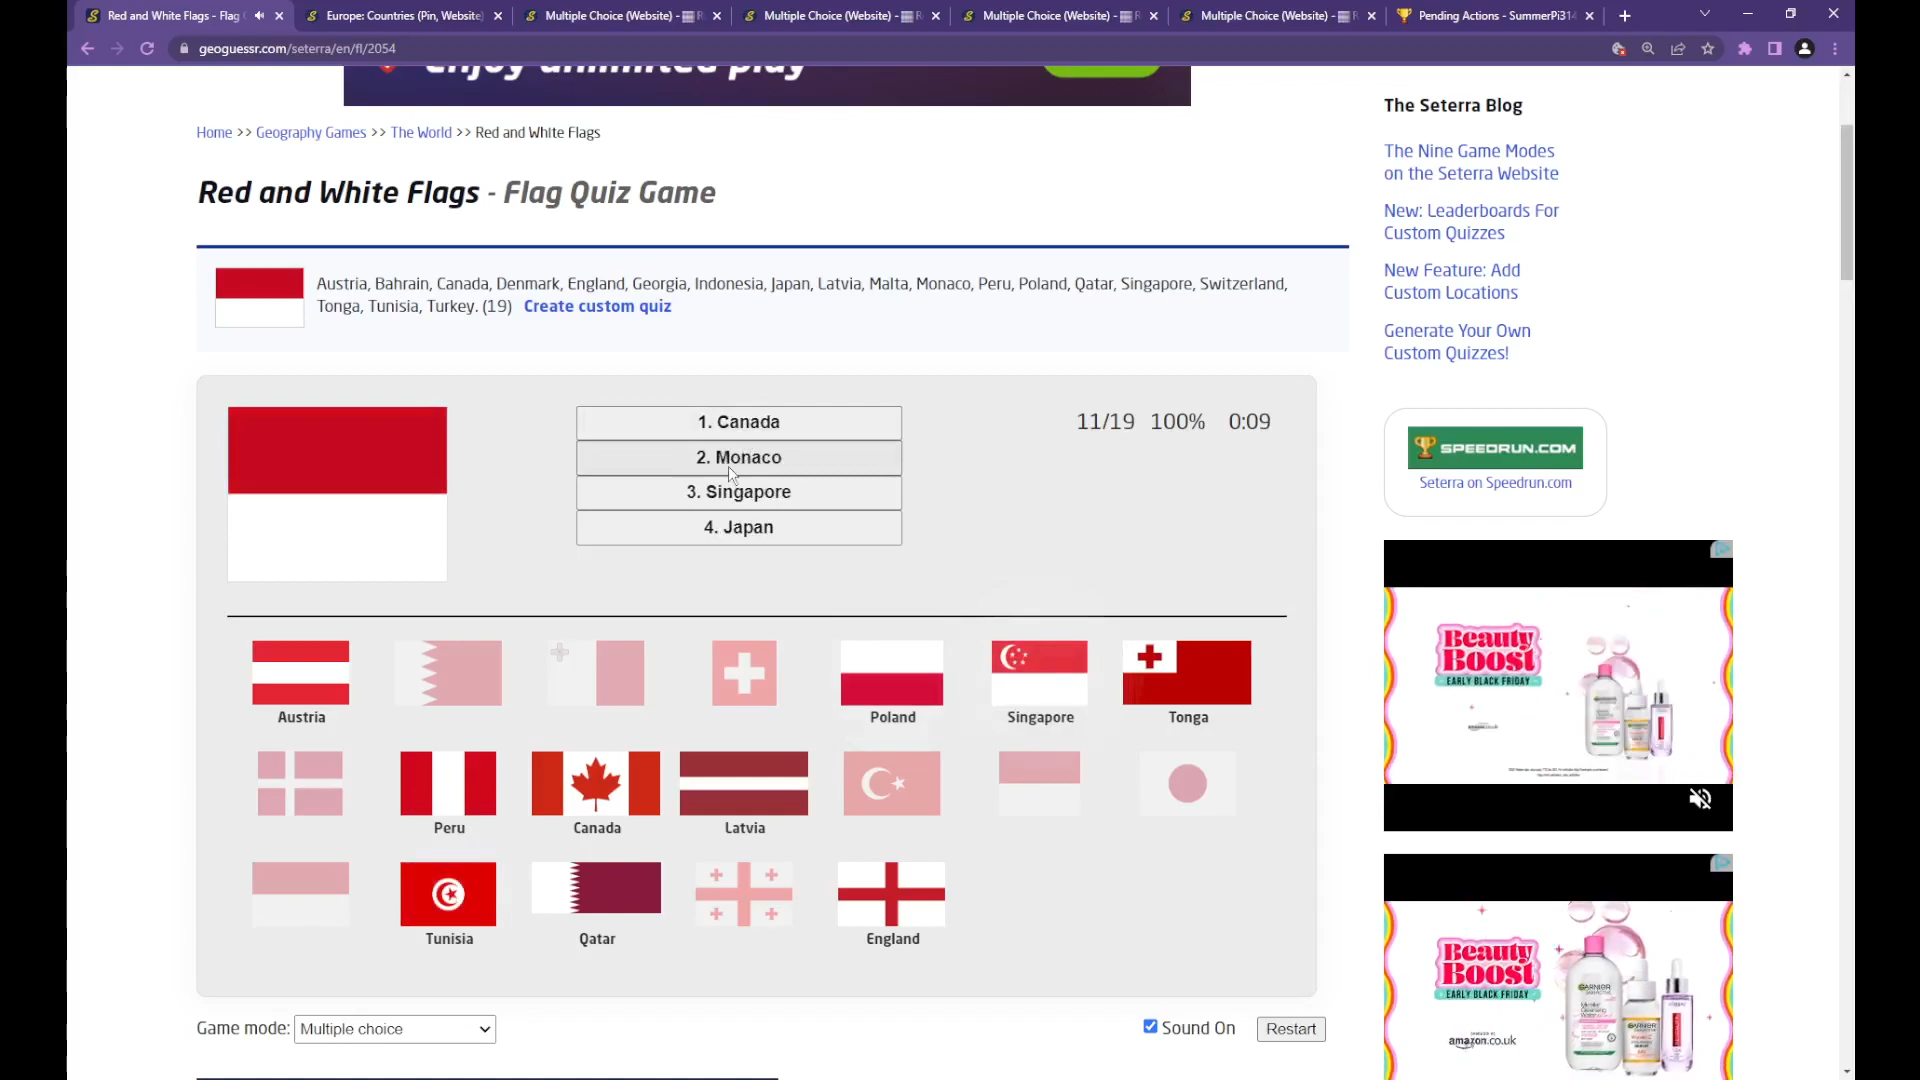 Red and White Flags - Flag
Europe: Countries (Pin, Website)
Multiple Choice (Website) -
Multiple Choice (Website) -
Multiple Choice (Website) -
Multiple Choice (Website) -
Pending Actions - SummerPi314
geoguessr.com/seterra/en/fl/2054
enjoy unlimited play
Home >> Geography Games >> The World >> Red and White Flags
Red and White Flags - Flag Quiz Game
Austria, Bahrain, Canada, Denmark, England, Georgia, Indonesia, Japan, Latvia, Malta, Monaco, Peru, Poland, Qatar, Singapore, Switzerland,
Tonga, Tunisia, Turkey. (19) Create custom quiz
1. Canada
2. Monaco
3. Singapore
4. Japan
11/19 100% 0:09
Austria
Poland
Singapore
Tonga
Peru
Canada
Latvia
Tunisia
Qatar
England
Game mode: Multiple choice
Sound On
Restart
The Seterra Blog
The Nine Game Modes
on the Seterra Website
New: Leaderboards For
Custom Quizzes
New Feature: Add
Custom Locations
Generate Your Own
Custom Quizzes!
SPEEDRUN.COM
Seterra on Speedrun.com
Beauty
Boost
EARLY BLACK FRIDAY
Beauty
Boost
EARLY BLACK FRIDAY
GARNIER
amazon.co.uk